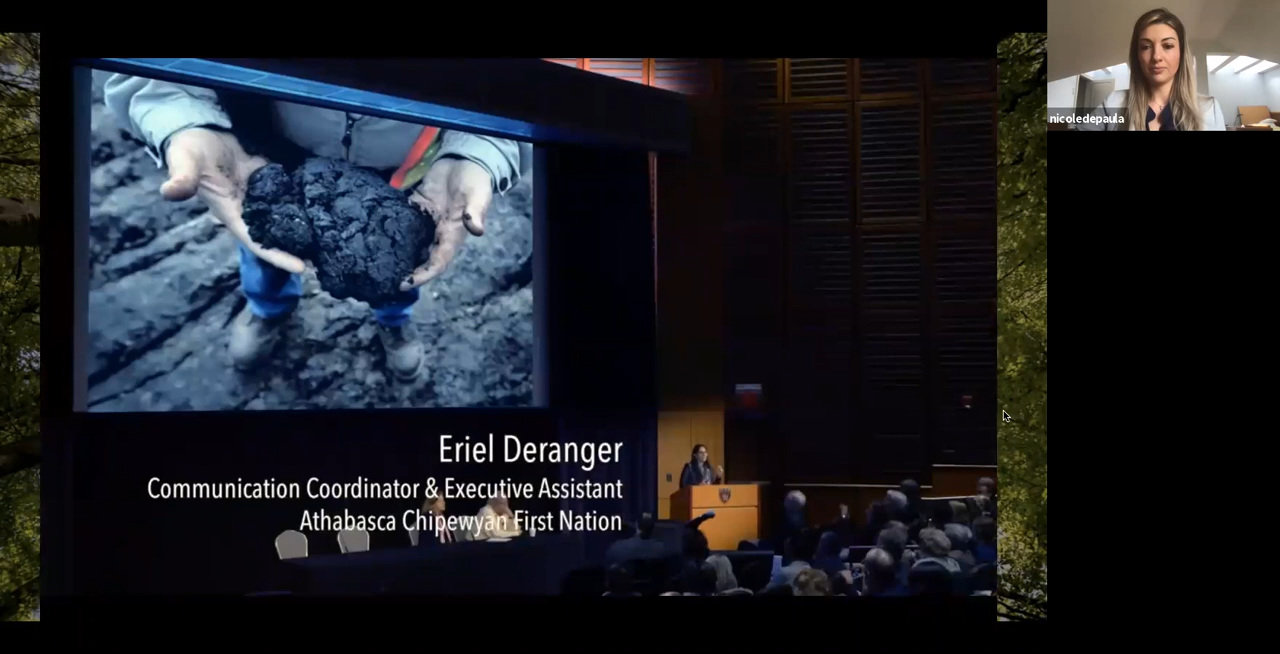 nicoledepaula
Eriel Deranger
Communication Coordinator & Executive Assistant
Athabasca Chipewyan First Nation